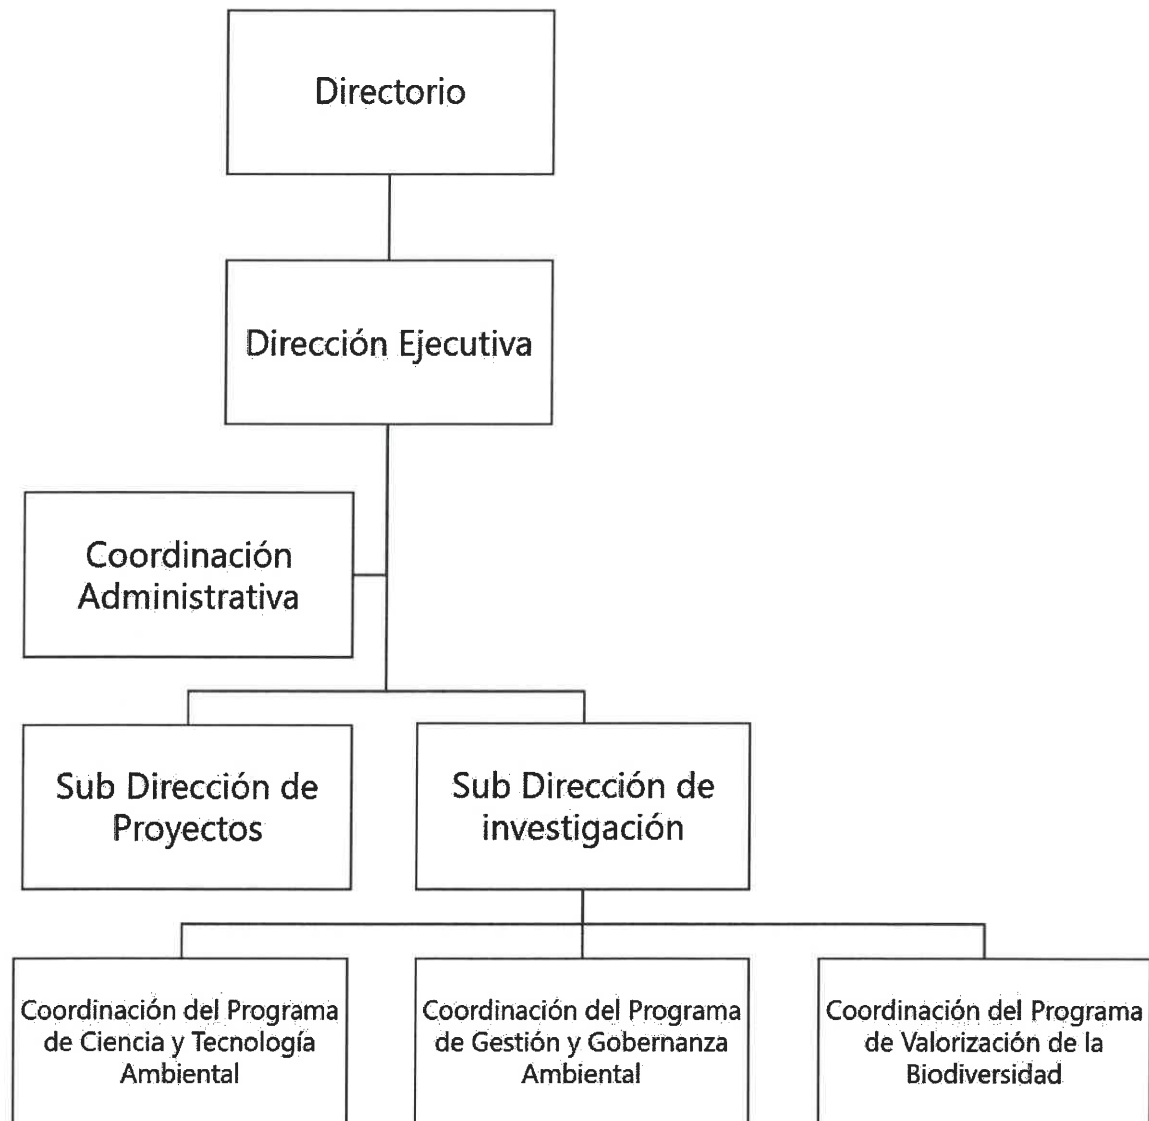 Directorio
Dirección Ejecutiva
Coordinación
Administrativa
Sub Dirección de
Proyectos
Sub Dirección de
investigación
Coordinación del Programa
de Ciencia y Tecnología
Ambiental
Coordinación del Programa
de Gestión y Gobernanza
Ambiental
Coordinación del Programa
de Valorización de la
Biodiversidad